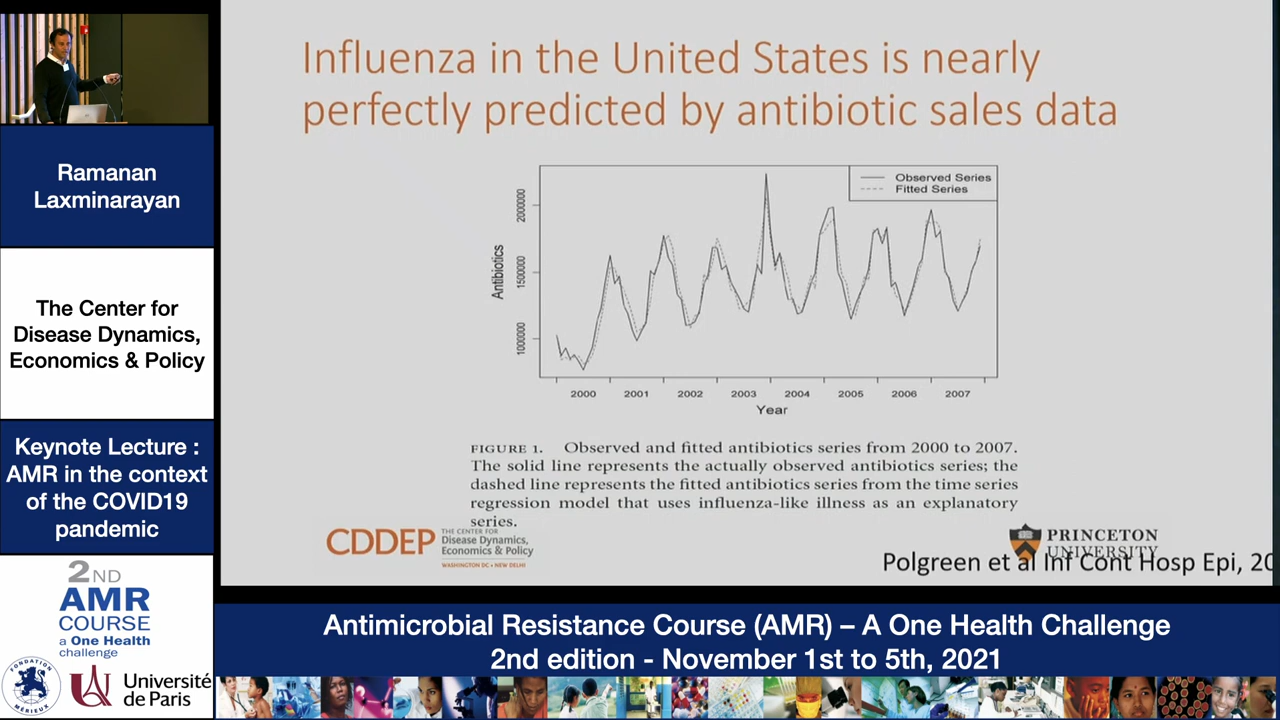 Ramanan
Laxminarayan
The Center for
Disease Dynamics,
Economics & Policy
Keynote Lecture :
AMR in the context
of the COVID19
pandemic
2ND
AMR
COURSE
a One Health
challenge
FONDATION
MÉRIEUX
Université
de Paris
Influenza in the United States is nearly
perfectly predicted by antibiotic sales data
Observed Series
Fitted Series
Antibiotics
2000000
1500000
1000000
2000 2001 2002 2003 2004 2005 2006 2007
Year
FIGURE 1. Observed and fitted antibiotics series from 2000 to 2007.
The solid line represents the actually observed antibiotics series; the
dashed line represents the fitted antibiotics series from the time series
regression model that uses influenza-like illness as an explanatory
series.
CDDEP
THE CENTER FOR
Disease Dynamics,
Economics & Policy
WASHINGTON DC • NEW DELHI
PRINCETON
UNIVERSITY
Polgreen et al Inf Cont Hosp Epi, 20
Antimicrobial Resistance Course (AMR) – A One Health Challenge
2nd edition - November 1st to 5th, 2021